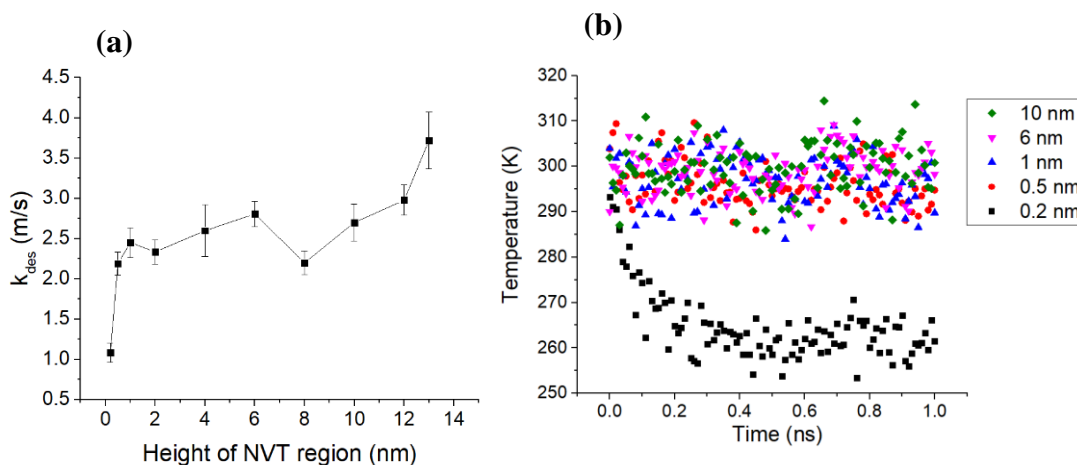 (a)
4.5
4.0
3.5
3.0
2.5
2.0
1.5
1.0
0.5
k_des (m/s)
0 2 4 6 8 10 12 14
Height of NVT region (nm)
(b)
320
310
300
290
280
270
260
250
Temperature (K)
0.0 0.2 0.4 0.6 0.8 1.0
Time (ns)
10 nm
6 nm
1 nm
0.5 nm
0.2 nm